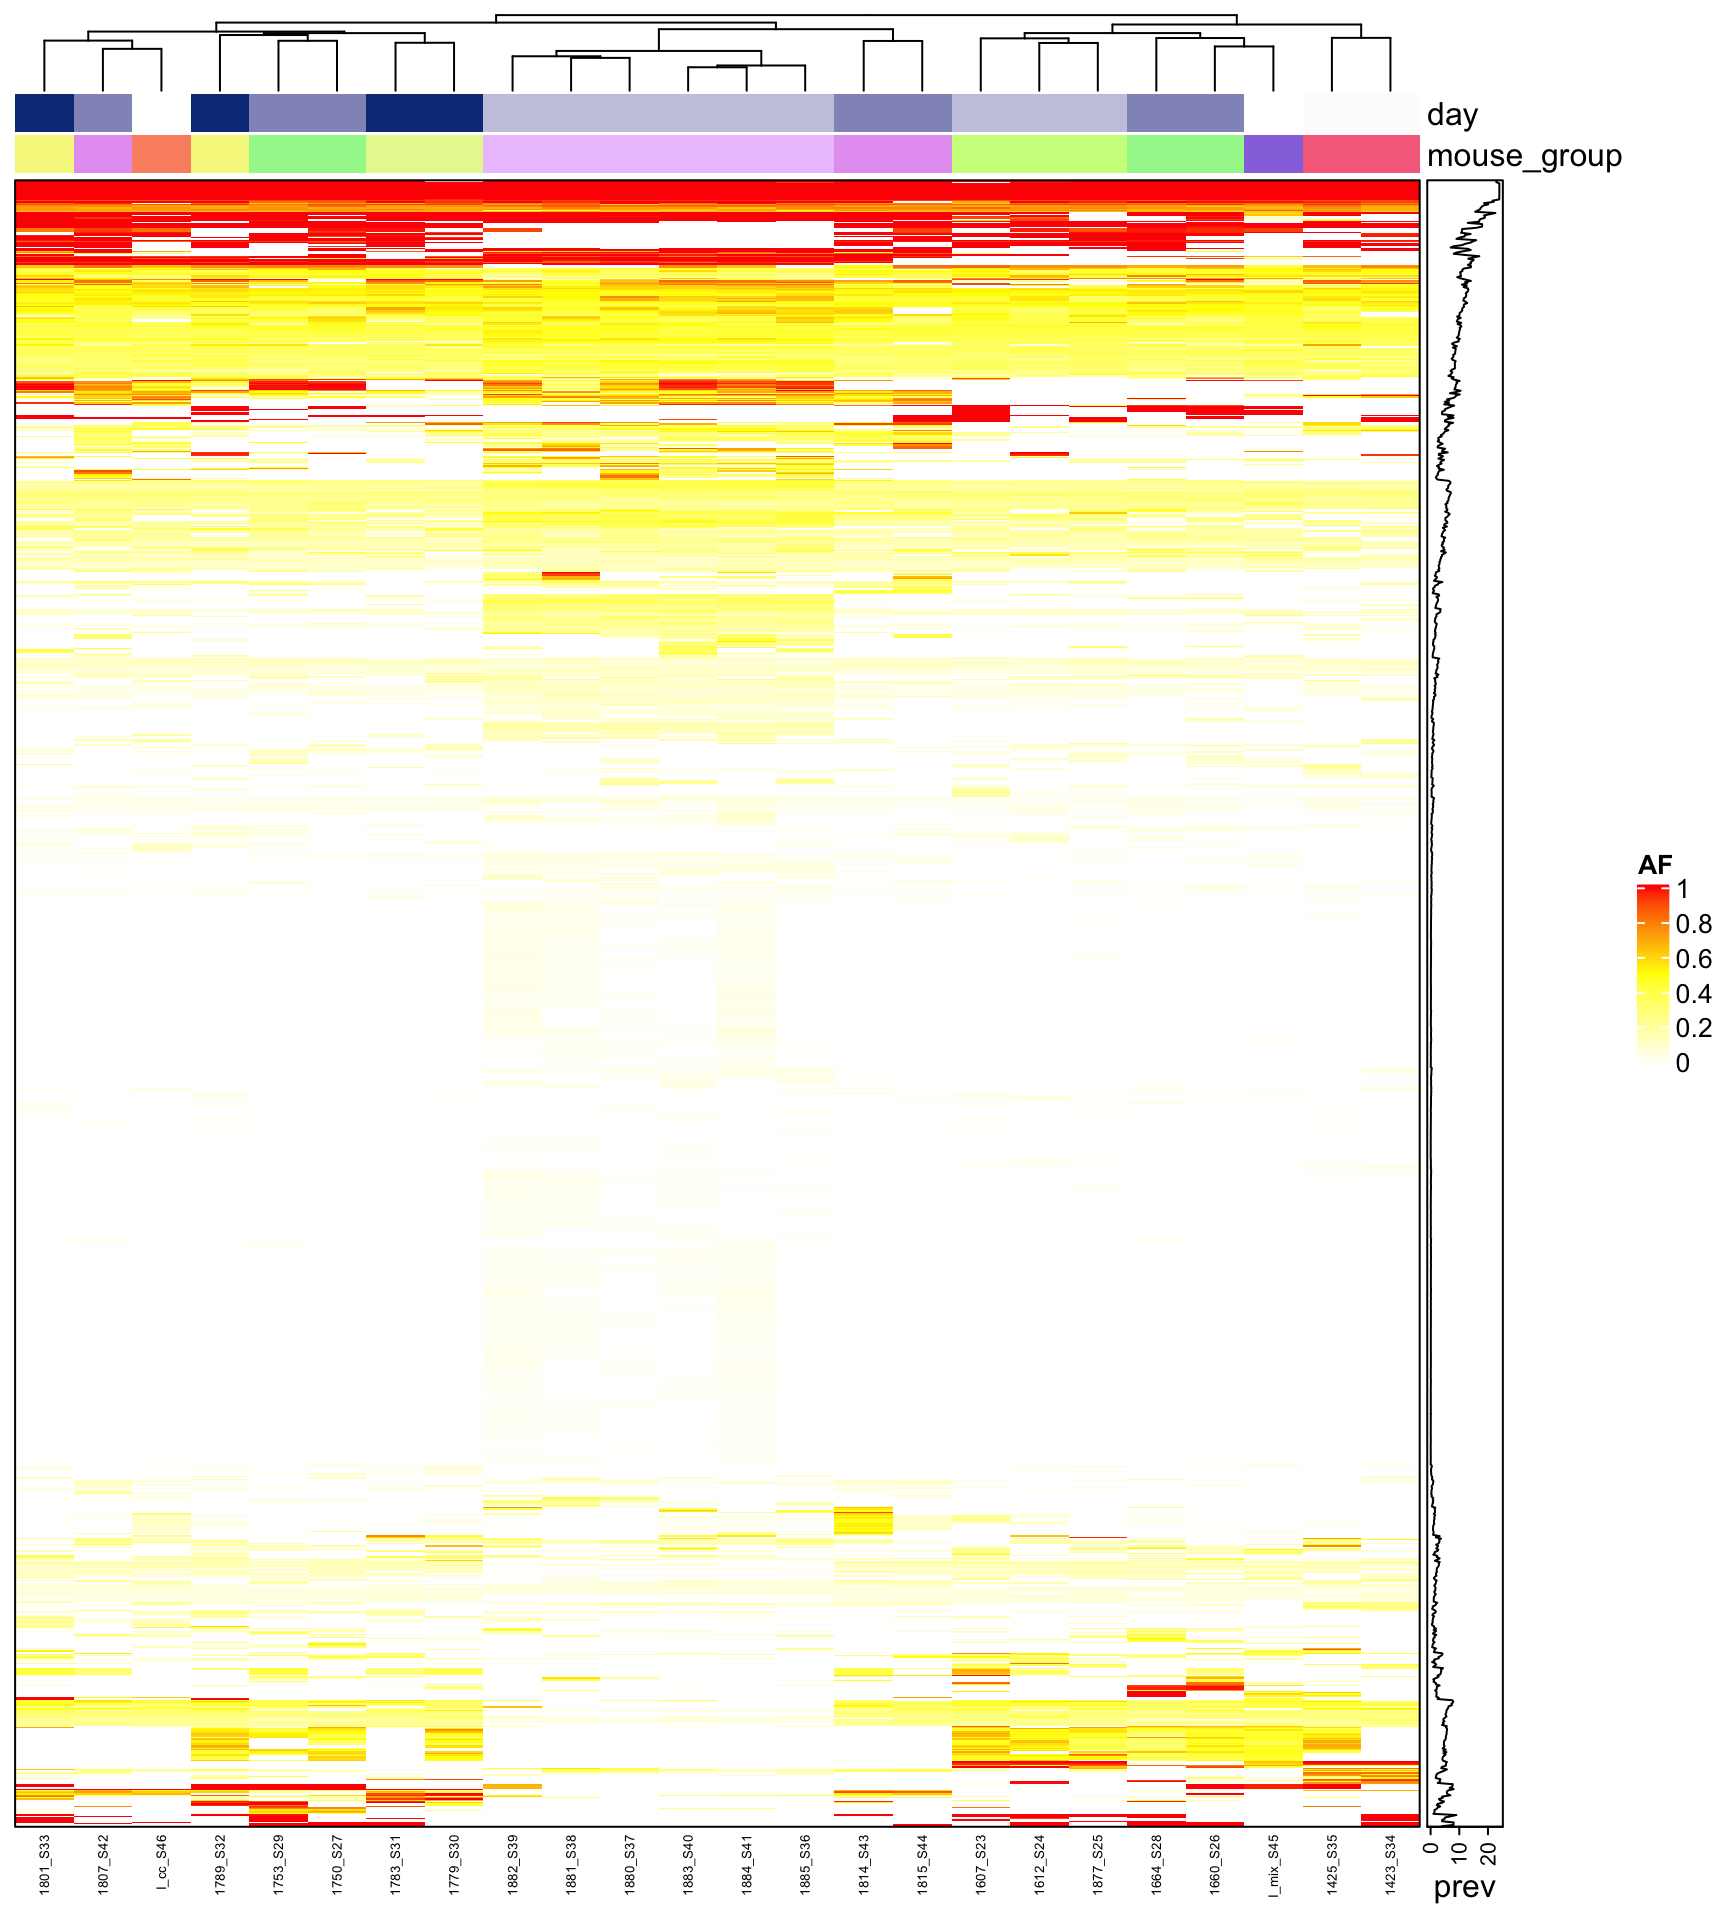 day
mouse_group
AF
1
0.8
0.6
0.4
0.2
0
1801_S33
1807_S42
I_cc_S46
1789_S32
1753_S29
1750_S27
1783_S31
1779_S30
1882_S39
1881_S38
1880_S37
1883_S40
1884_S41
1885_S36
1814_S43
1815_S44
1607_S23
1612_S24
1877_S25
1664_S28
1660_S26
I_mix_S45
1425_S35
1423_S34
0
10
20
prev